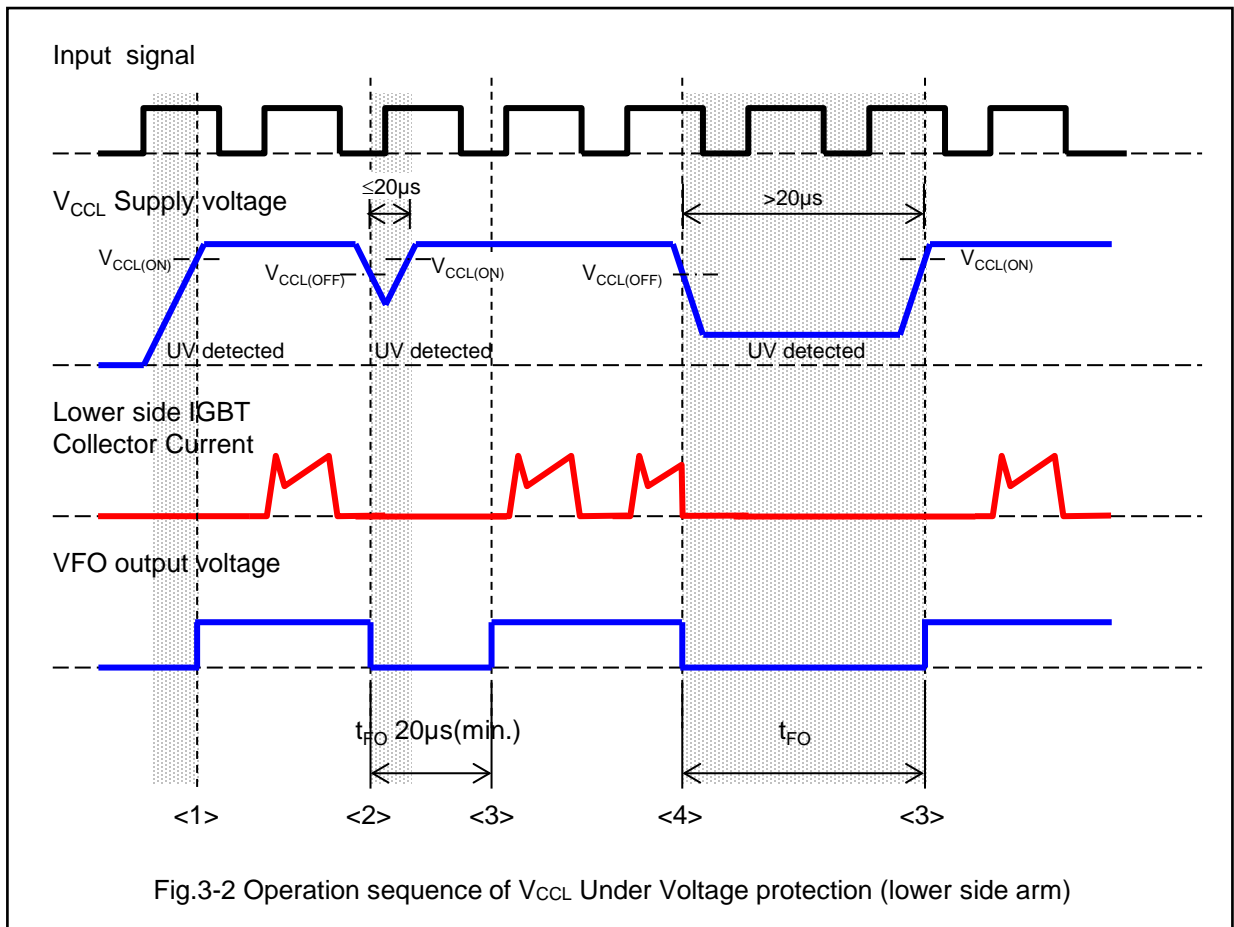 Input signal
≤20µs
>20µs
VCCL Supply voltage
VCCL(ON)
VCCL(OFF)
VCCL(ON)
VCCL(OFF)
VCCL(ON)
UV detected
UV detected
UV detected
Lower side IGBT
Collector Current
VFO output voltage
tFO 20µs(min.)
tFO
<1>
<2>
<3>
<4>
<3>
Fig.3-2 Operation sequence of VCCL Under Voltage protection (lower side arm)